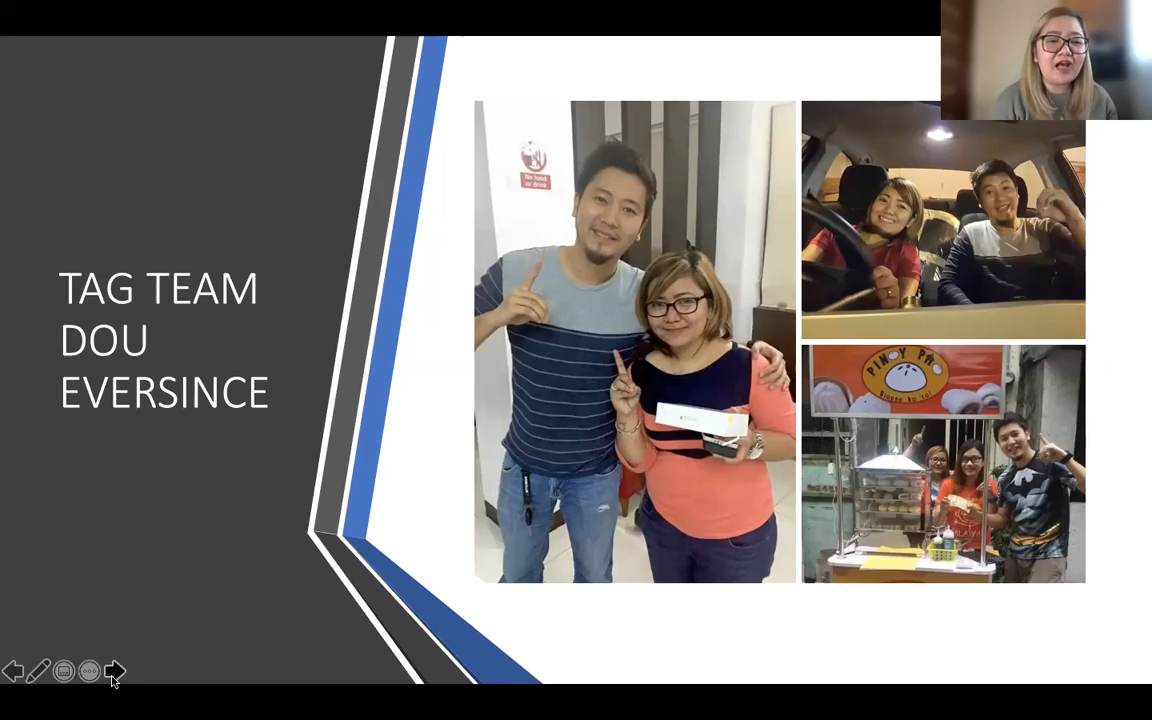 TAG TEAM
DOU
EVERSINCE
No food
or drink
PINOY PAO